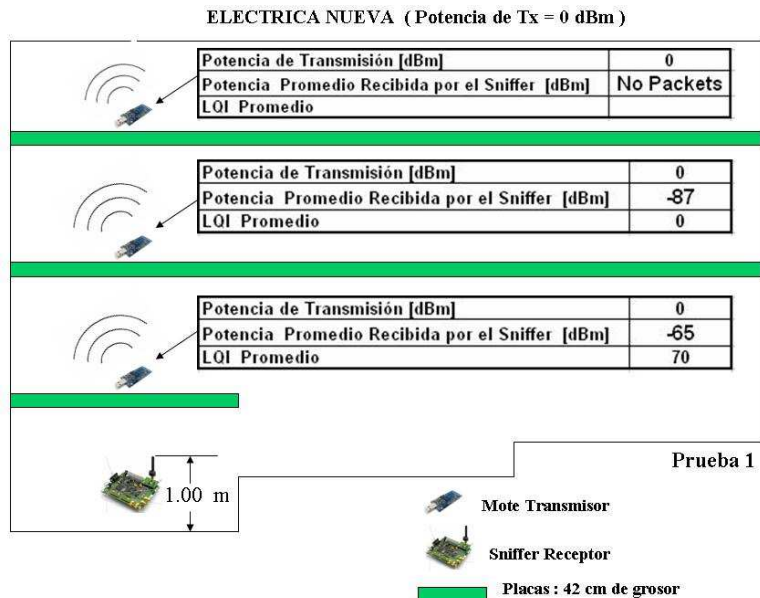 ELECTRICA NUEVA ( Potencia de Tx = 0 dBm )
Potencia de Transmisión [dBm] 0
Potencia Promedio Recibida por el Sniffer [dBm] No Packets
LQI Promedio
Potencia de Transmisión [dBm] 0
Potencia Promedio Recibida por el Sniffer [dBm] -87
LQI Promedio 0
Potencia de Transmisión [dBm] 0
Potencia Promedio Recibida por el Sniffer [dBm] -65
LQI Promedio 70
Prueba 1
1.00 m
Mote Transmisor
Sniffer Receptor
Placas : 42 cm de grosor